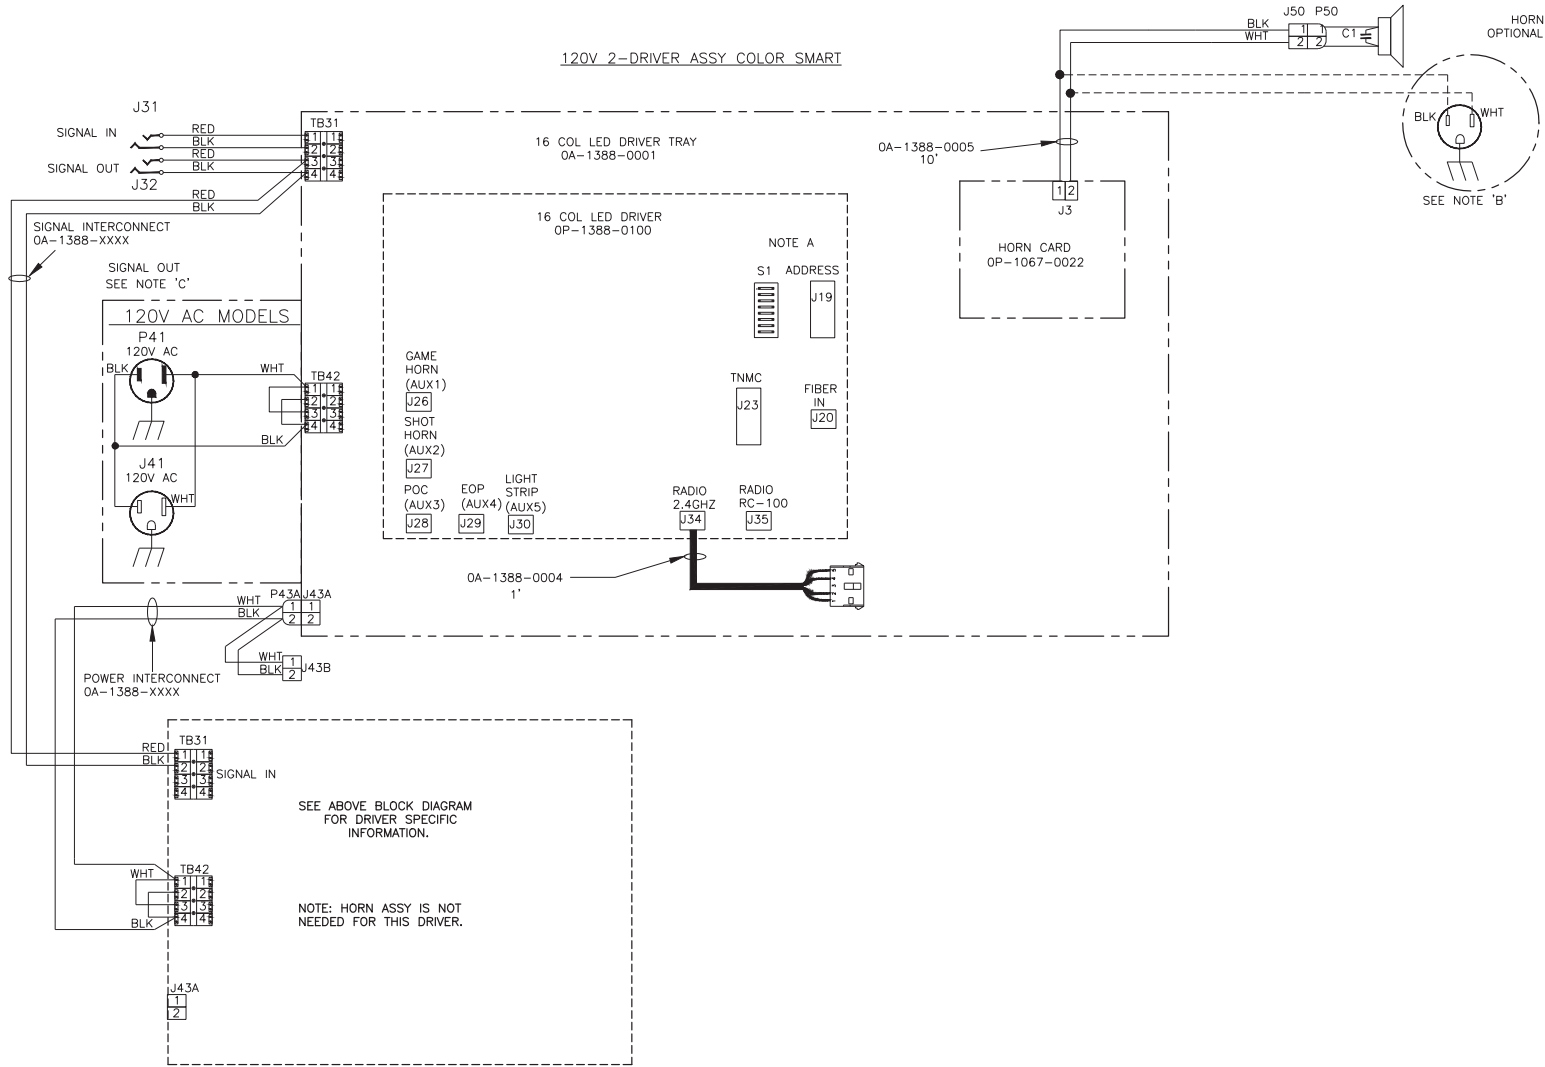 120V 2-DRIVER ASSY COLOR SMART
J50 P50
BLK
WHT
1 1
2 2
C1
HORN
OPTIONAL
BLK
WHT
SEE NOTE 'B'
J31
SIGNAL IN
RED
BLK
RED
BLK
SIGNAL OUT
J32
RED
BLK
TB31
1 1
2 2
3 3
4 4
16 COL LED DRIVER TRAY
0A-1388-0001
0A-1388-0005
10'
1 2
J3
HORN CARD
0P-1067-0022
SIGNAL INTERCONNECT
0A-1388-XXXX
16 COL LED DRIVER
0P-1388-0100
NOTE A
S1
ADDRESS
J19
SIGNAL OUT
SEE NOTE 'C'
120V AC MODELS
P41
120V AC
BLK
WHT
BLK
J41
120V AC
WHT
TB42
1 1
2 2
3 3
4 4
GAME
HORN
(AUX1)
J26
SHOT
HORN
(AUX2)
J27
POC
(AUX3)
J28
EOP
(AUX4)
J29
LIGHT
STRIP
(AUX5)
J30
TNMC
J23
FIBER
IN
J20
RADIO
2.4GHZ
J34
RADIO
RC-100
J35
0A-1388-0004
1'
5
4
3
2
1
P43A J43A
WHT
BLK
1 1
2 2
WHT
BLK
1
2
J43B
POWER INTERCONNECT
0A-1388-XXXX
TB31
RED
BLK
1 1
2 2
3 3
4 4
SIGNAL IN
SEE ABOVE BLOCK DIAGRAM
FOR DRIVER SPECIFIC
INFORMATION.
TB42
WHT
BLK
1 1
2 2
3 3
4 4
NOTE: HORN ASSY IS NOT
NEEDED FOR THIS DRIVER.
J43A
1
2